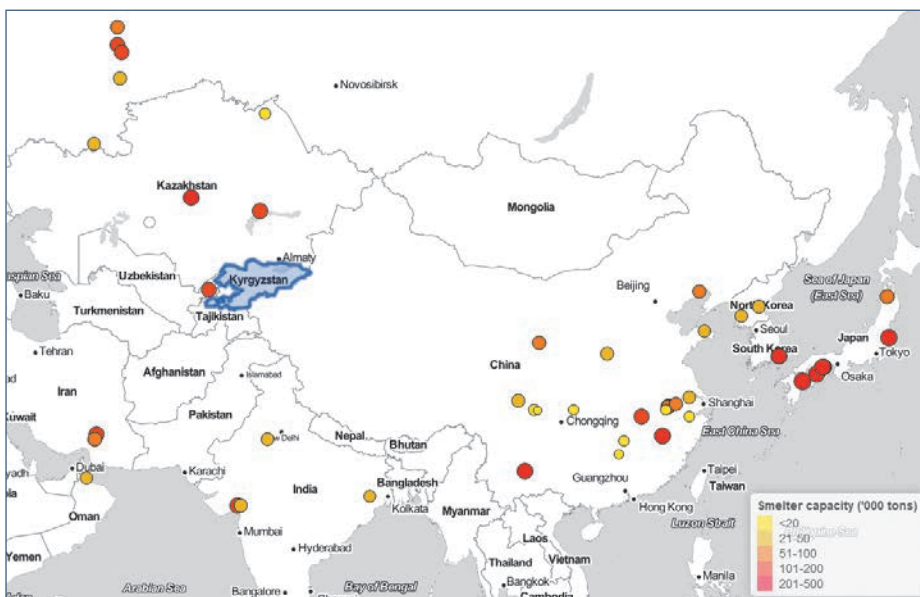 Novosibirsk
Kazakhstan
Mongolia
Almaty
Kyrgyzstan
Uzbekistan
Baku
Turkmenistan
Tajikistan
Beijing
Sea of Japan
(East Sea)
North Korea
Seoul
South Korea
Japan
Tokyo
Osaka
Tehran
Afghanistan
Islamabad
China
Iran
Pakistan
Shanghai
Kuwait
Delhi
Nepal
Bhutan
Chongqing
East China Sea
Dubai
Karachi
Bangladesh
India
Kolkata
Guangzhou
Taipei
Taiwan
Hong Kong
Oman
Myanmar
Mumbai
Laos
Luzon Strait
Hyderabad
Yemen
Thailand
Vietnam
Arabian Sea
Bangalore
Bay of Bengal
Bangkok
Cambodia
Manila
Smelter capacity ('000 tons)
<20
21-50
51-100
101-200
201-500